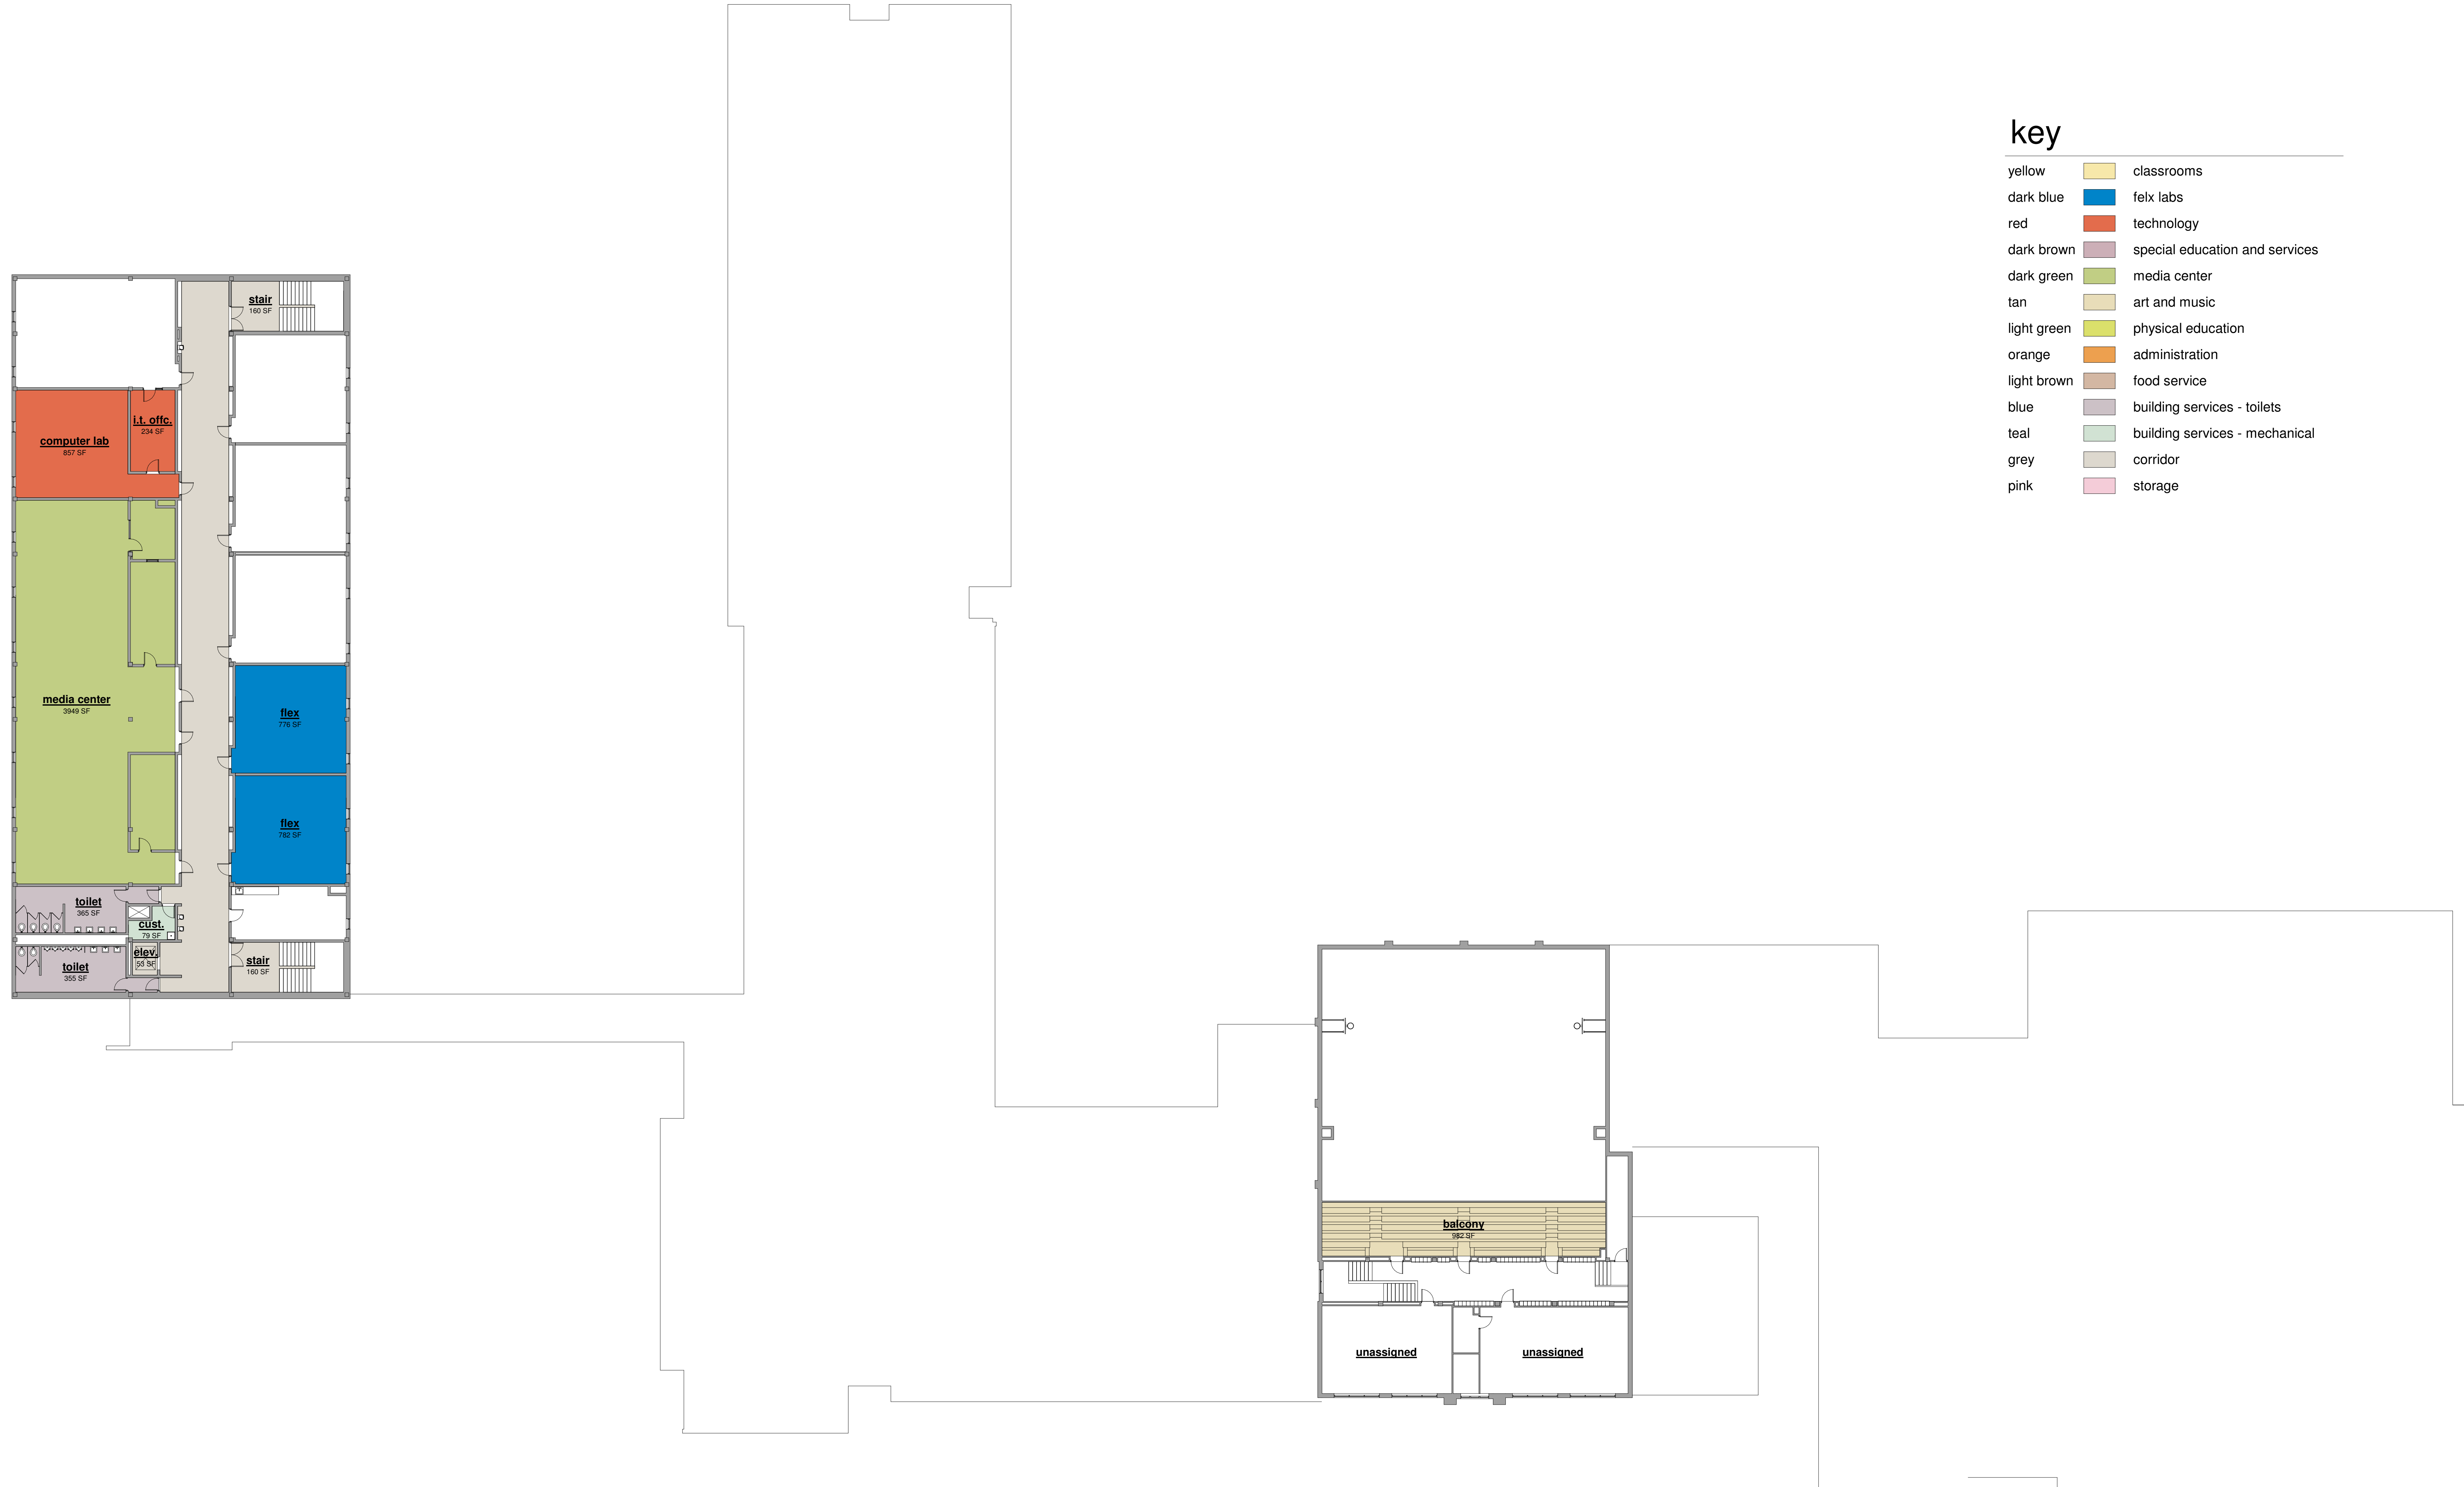 key
yellow classrooms
dark blue felx labs
red technology
dark brown special education and services
dark green media center
tan art and music
light green physical education
orange administration
light brown food service
blue building services - toilets
teal building services - mechanical
grey corridor
pink storage
stair
160 SF
i.t. offc.
234 SF
computer lab
857 SF
media center
3949 SF
flex
776 SF
flex
782 SF
toilet
365 SF
cust.
79 SF
elev.
53 SF
stair
160 SF
toilet
355 SF
balcony
982 SF
unassigned
unassigned